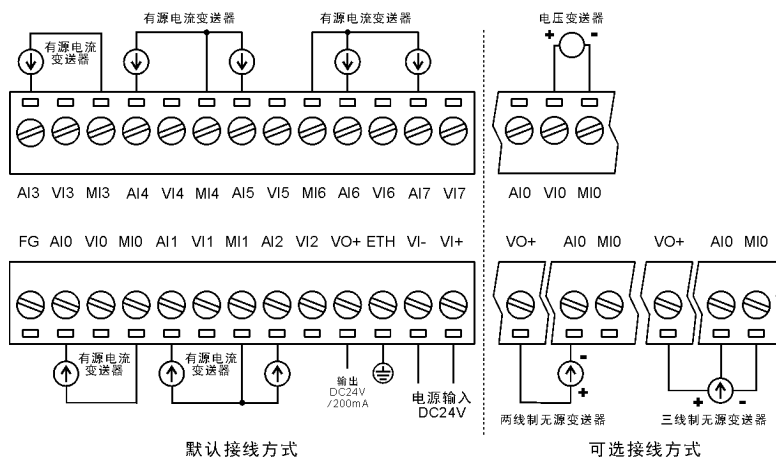 有源电流变送器
有源电流变送器
电压变送器
有源电流
变送器
+ -
AI3 VI3 MI3 AI4 VI4 MI4 AI5 VI5 MI6 AI6 VI6 AI7 VI7
AI0 VI0 MI0
FG AI0 VI0 MI0 AI1 VI1 MI1 AI2 VI2 VO+ ETH VI- VI+
VO+ AI0 MI0 VO+ AI0 MI0
有源电流
变送器
有源电流
变送器
输出
DC24V
/200mA
电源输入
DC24V
-
+
+ -
两线制无源变送器
三线制无源变送器
默认接线方式
可选接线方式